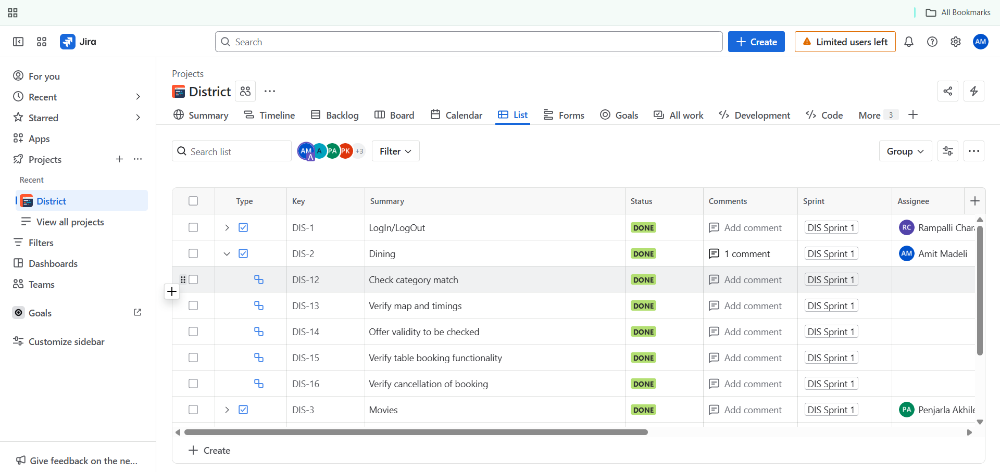 All Bookmarks
Jira
Search
Create
Limited users left
AM
For you
Recent
Starred
Apps
Projects
Recent
District
View all projects
Filters
Dashboards
Teams
Goals
Customize sidebar
Give feedback on the ne...
Projects
District
Summary Timeline Backlog Board Calendar List Forms Goals All work Development Code More 3
Search list
AM A A PA PK +3
Filter
Group
Type Key Summary Status Comments Sprint Assignee
DIS-1 LogIn/LogOut DONE Add comment DIS Sprint 1 RC Rampalli Chara
DIS-2 Dining DONE 1 comment DIS Sprint 1 AM Amit Madeli
DIS-12 Check category match DONE Add comment DIS Sprint 1
DIS-13 Verify map and timings DONE Add comment DIS Sprint 1
DIS-14 Offer validity to be checked DONE Add comment DIS Sprint 1
DIS-15 Verify table booking functionality DONE Add comment DIS Sprint 1
DIS-16 Verify cancellation of booking DONE Add comment DIS Sprint 1
DIS-3 Movies DONE Add comment DIS Sprint 1 PA Penjarla Akhile
Create